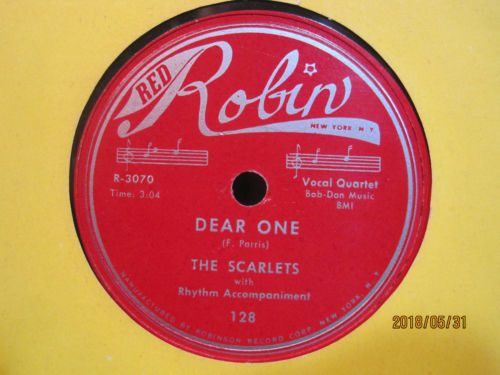 RED Robin
NEW YORK N Y
R-3070
Time: 3:04
Vocal Quartet
Bob-Dan Music
BMI
DEAR ONE
(F. Parris)
THE SCARLETS
with
Rhythm Accompaniment
128
MANUFACTURED BY ROBINSON RECORD CORP. NEW YORK, N. Y.
2018/05/31